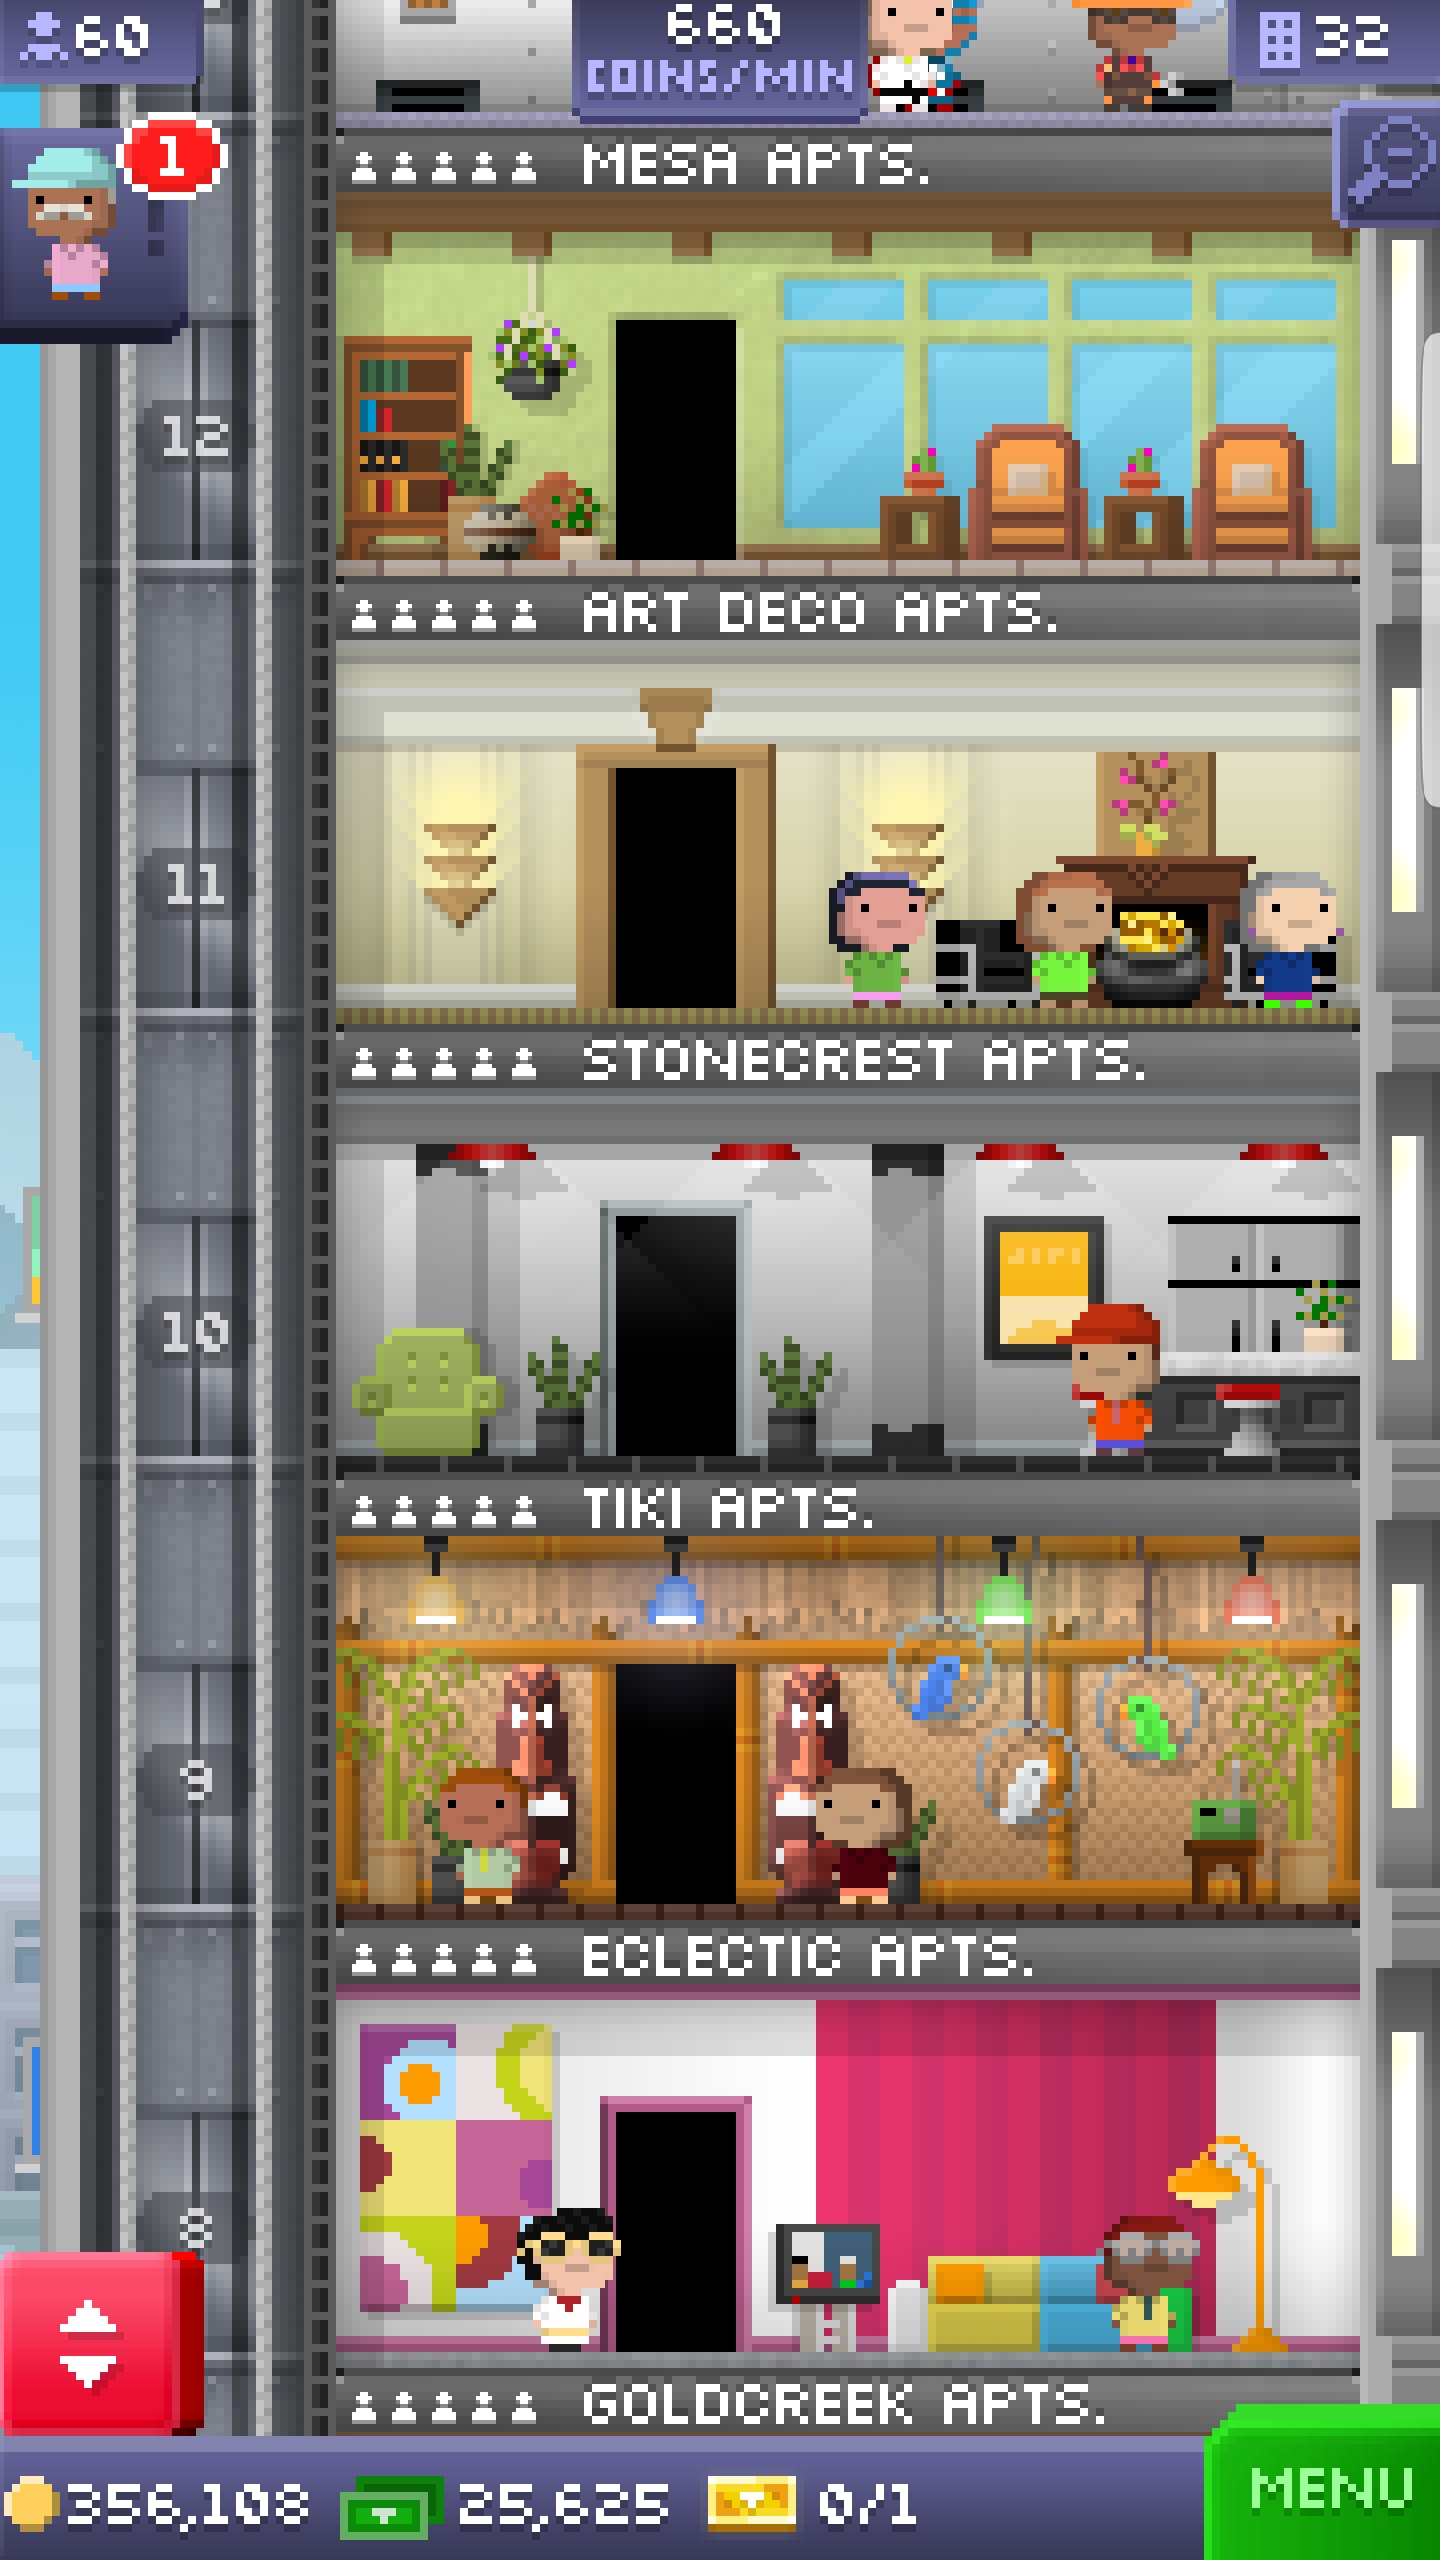 60
660
COINS/MIN
32
1
MESA APTS.
12
ART DECO APTS.
11
STONECREST APTS.
10
TIKI APTS.
9
ECLECTIC APTS.
8
GOLDCREEK APTS.
356,108
25,625
0/1
MENU